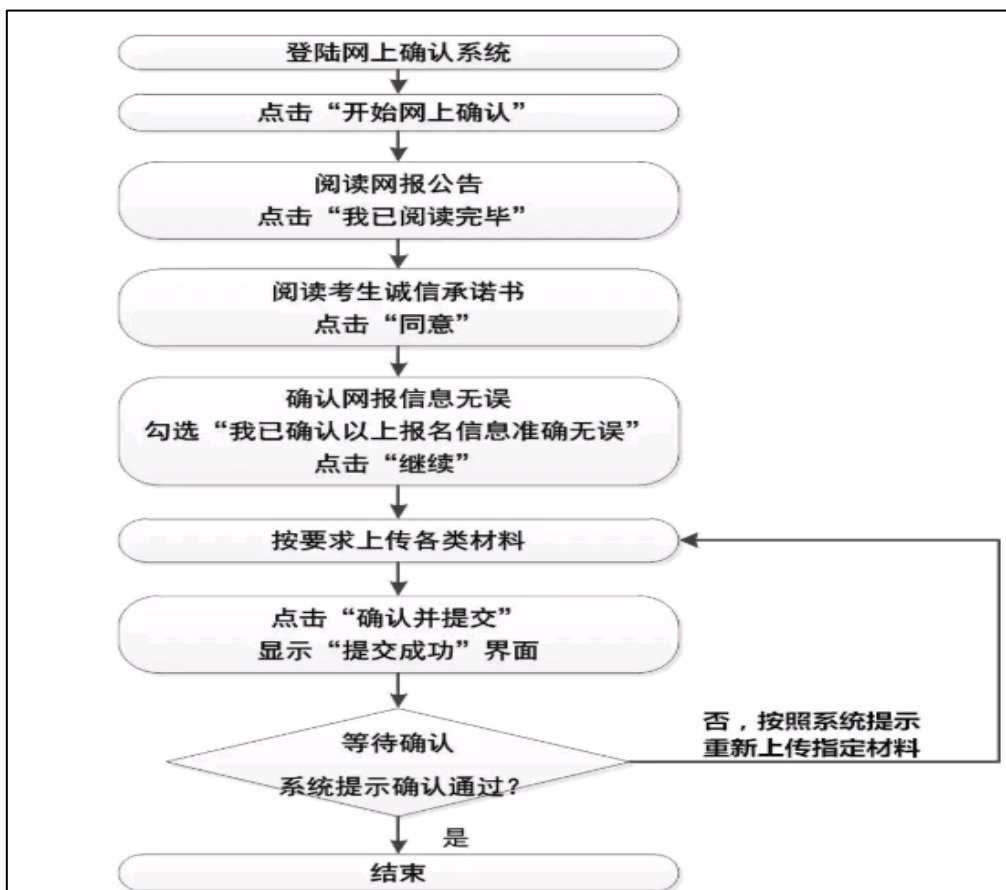 登陆网上确认系统
点击“开始网上确认”
阅读网报公告
点击“我已阅读完毕”
阅读考生诚信承诺书
点击“同意”
确认网报信息无误
勾选“我已确认以上报名信息准确无误”
点击“继续”
按要求上传各类材料
点击“确认并提交”
显示“提交成功”界面
等待确认
系统提示确认通过？
否，按照系统提示
重新上传指定材料
是
结束